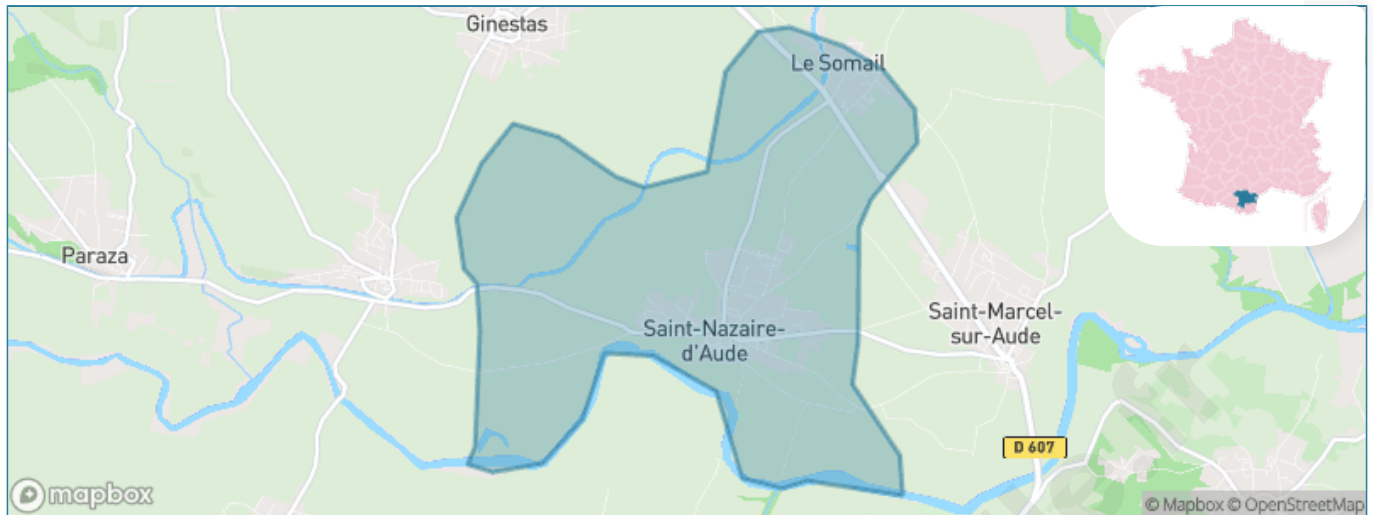 Ginestas
Le Somail
Paraza
Saint-Nazaire-
d'Aude
Saint-Marcel-
sur-Aude
D 607
mapbox
© Mapbox © OpenStreetMap